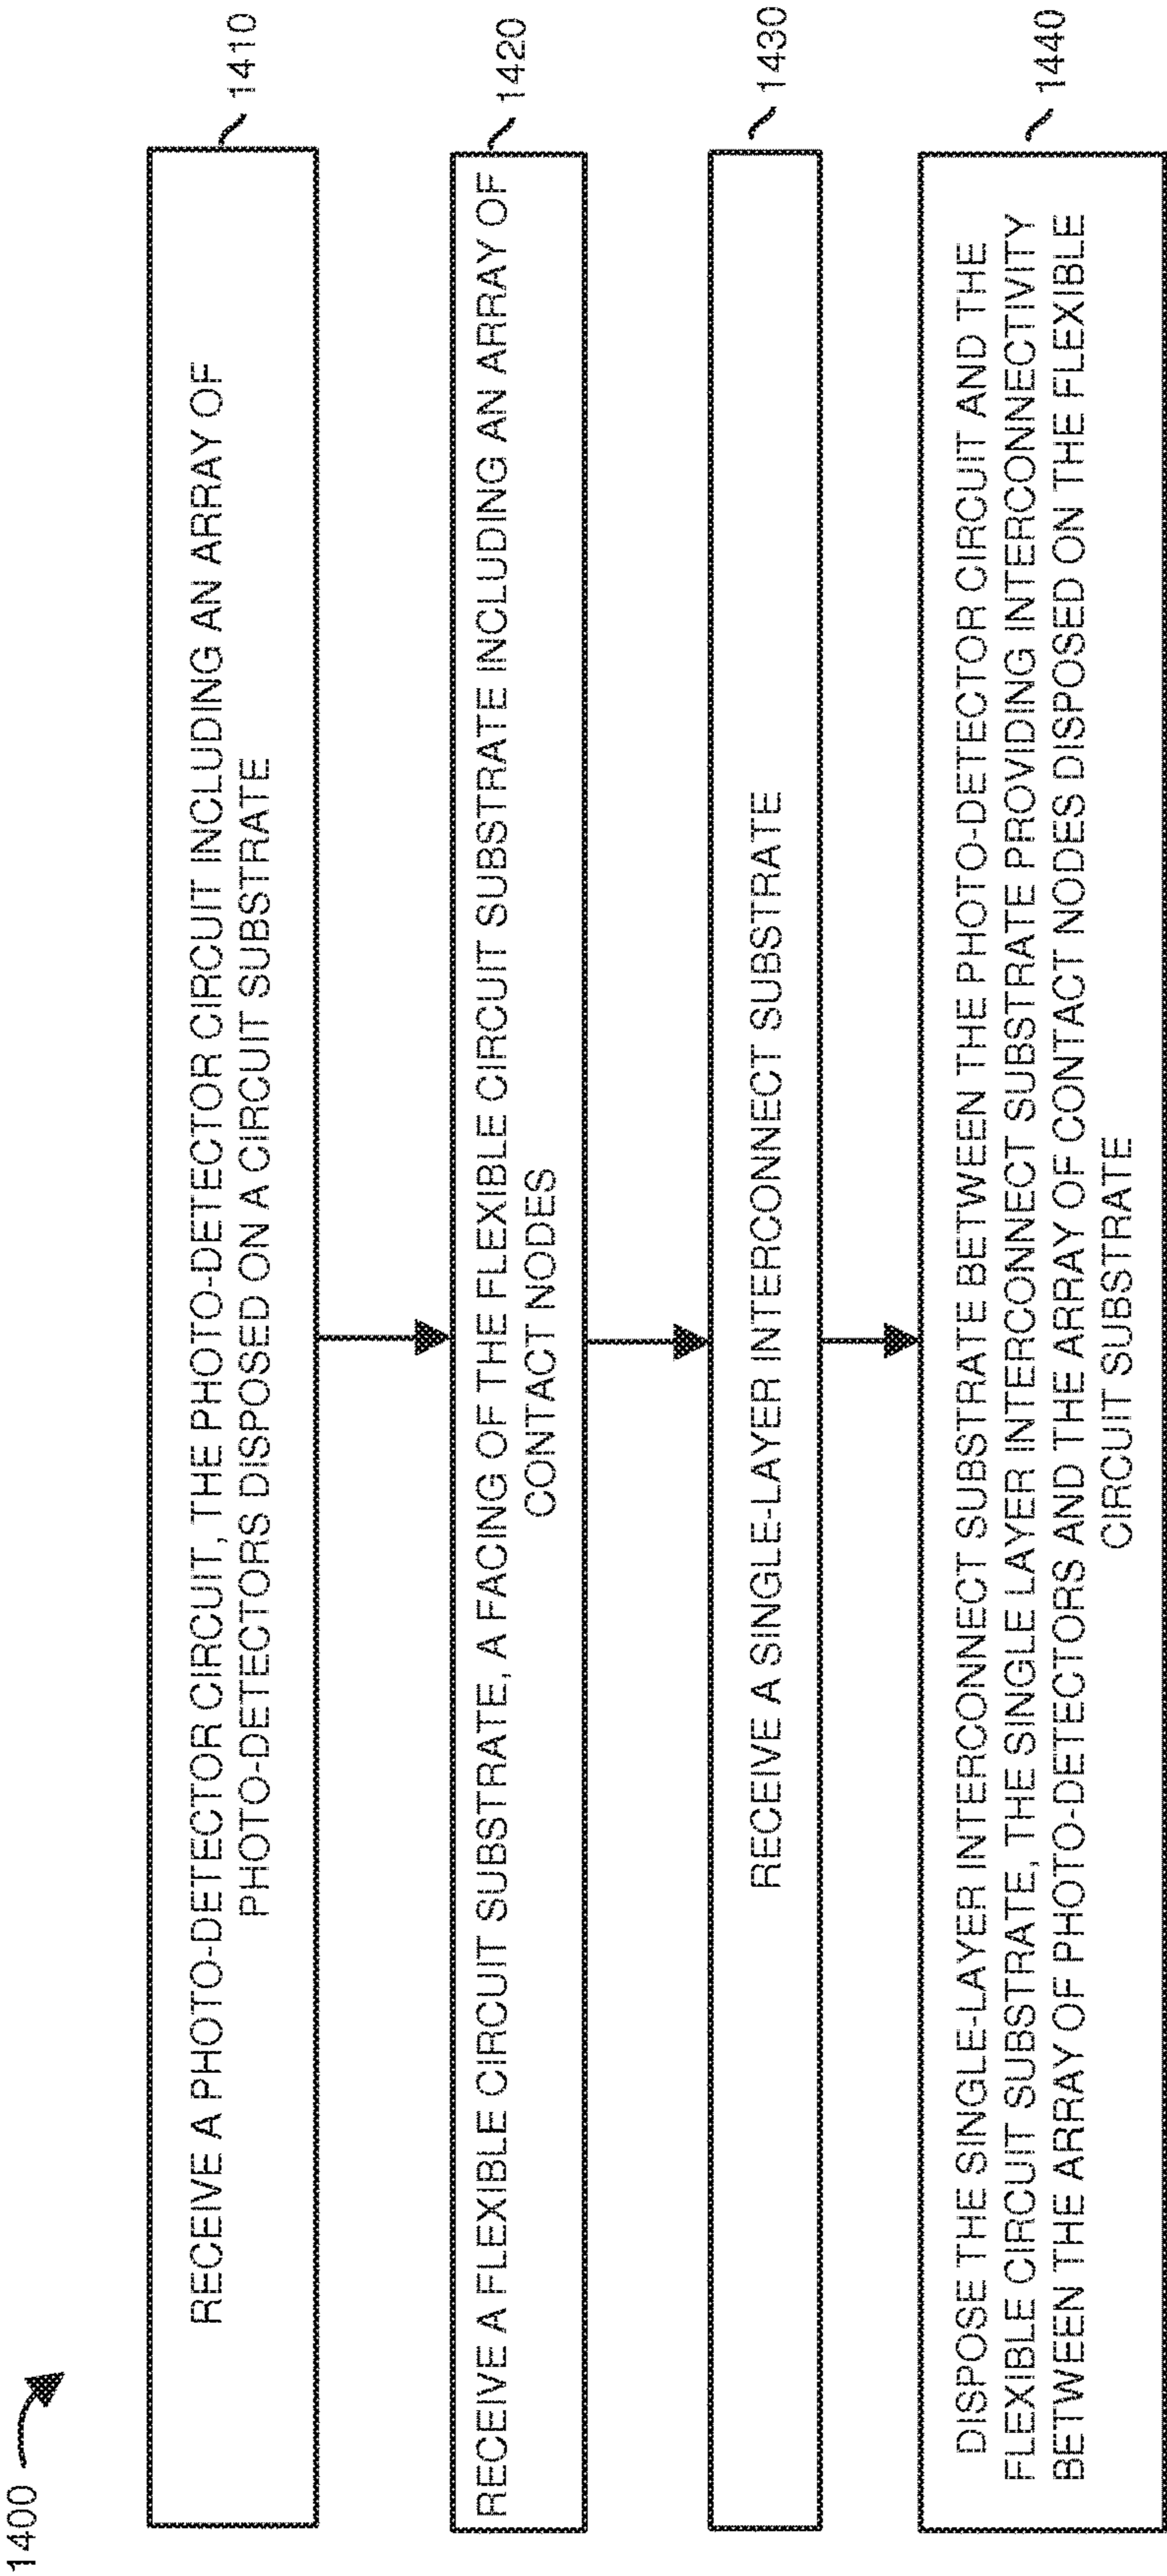 1400
RECEIVE A PHOTO-DETECTOR CIRCUIT, THE PHOTO-DETECTOR CIRCUIT INCLUDING AN ARRAY OF
PHOTO-DETECTORS DISPOSED ON A CIRCUIT SUBSTRATE
1410
RECEIVE A FLEXIBLE CIRCUIT SUBSTRATE, A FACING OF THE FLEXIBLE CIRCUIT SUBSTRATE INCLUDING AN ARRAY OF
CONTACT NODES
1420
RECEIVE A SINGLE-LAYER INTERCONNECT SUBSTRATE
1430
DISPOSE THE SINGLE-LAYER INTERCONNECT SUBSTRATE BETWEEN THE PHOTO-DETECTOR CIRCUIT AND THE
FLEXIBLE CIRCUIT SUBSTRATE, THE SINGLE LAYER INTERCONNECT SUBSTRATE PROVIDING INTERCONNECTIVITY
BETWEEN THE ARRAY OF PHOTO-DETECTORS AND THE ARRAY OF CONTACT NODES DISPOSED ON THE FLEXIBLE
CIRCUIT SUBSTRATE
1440